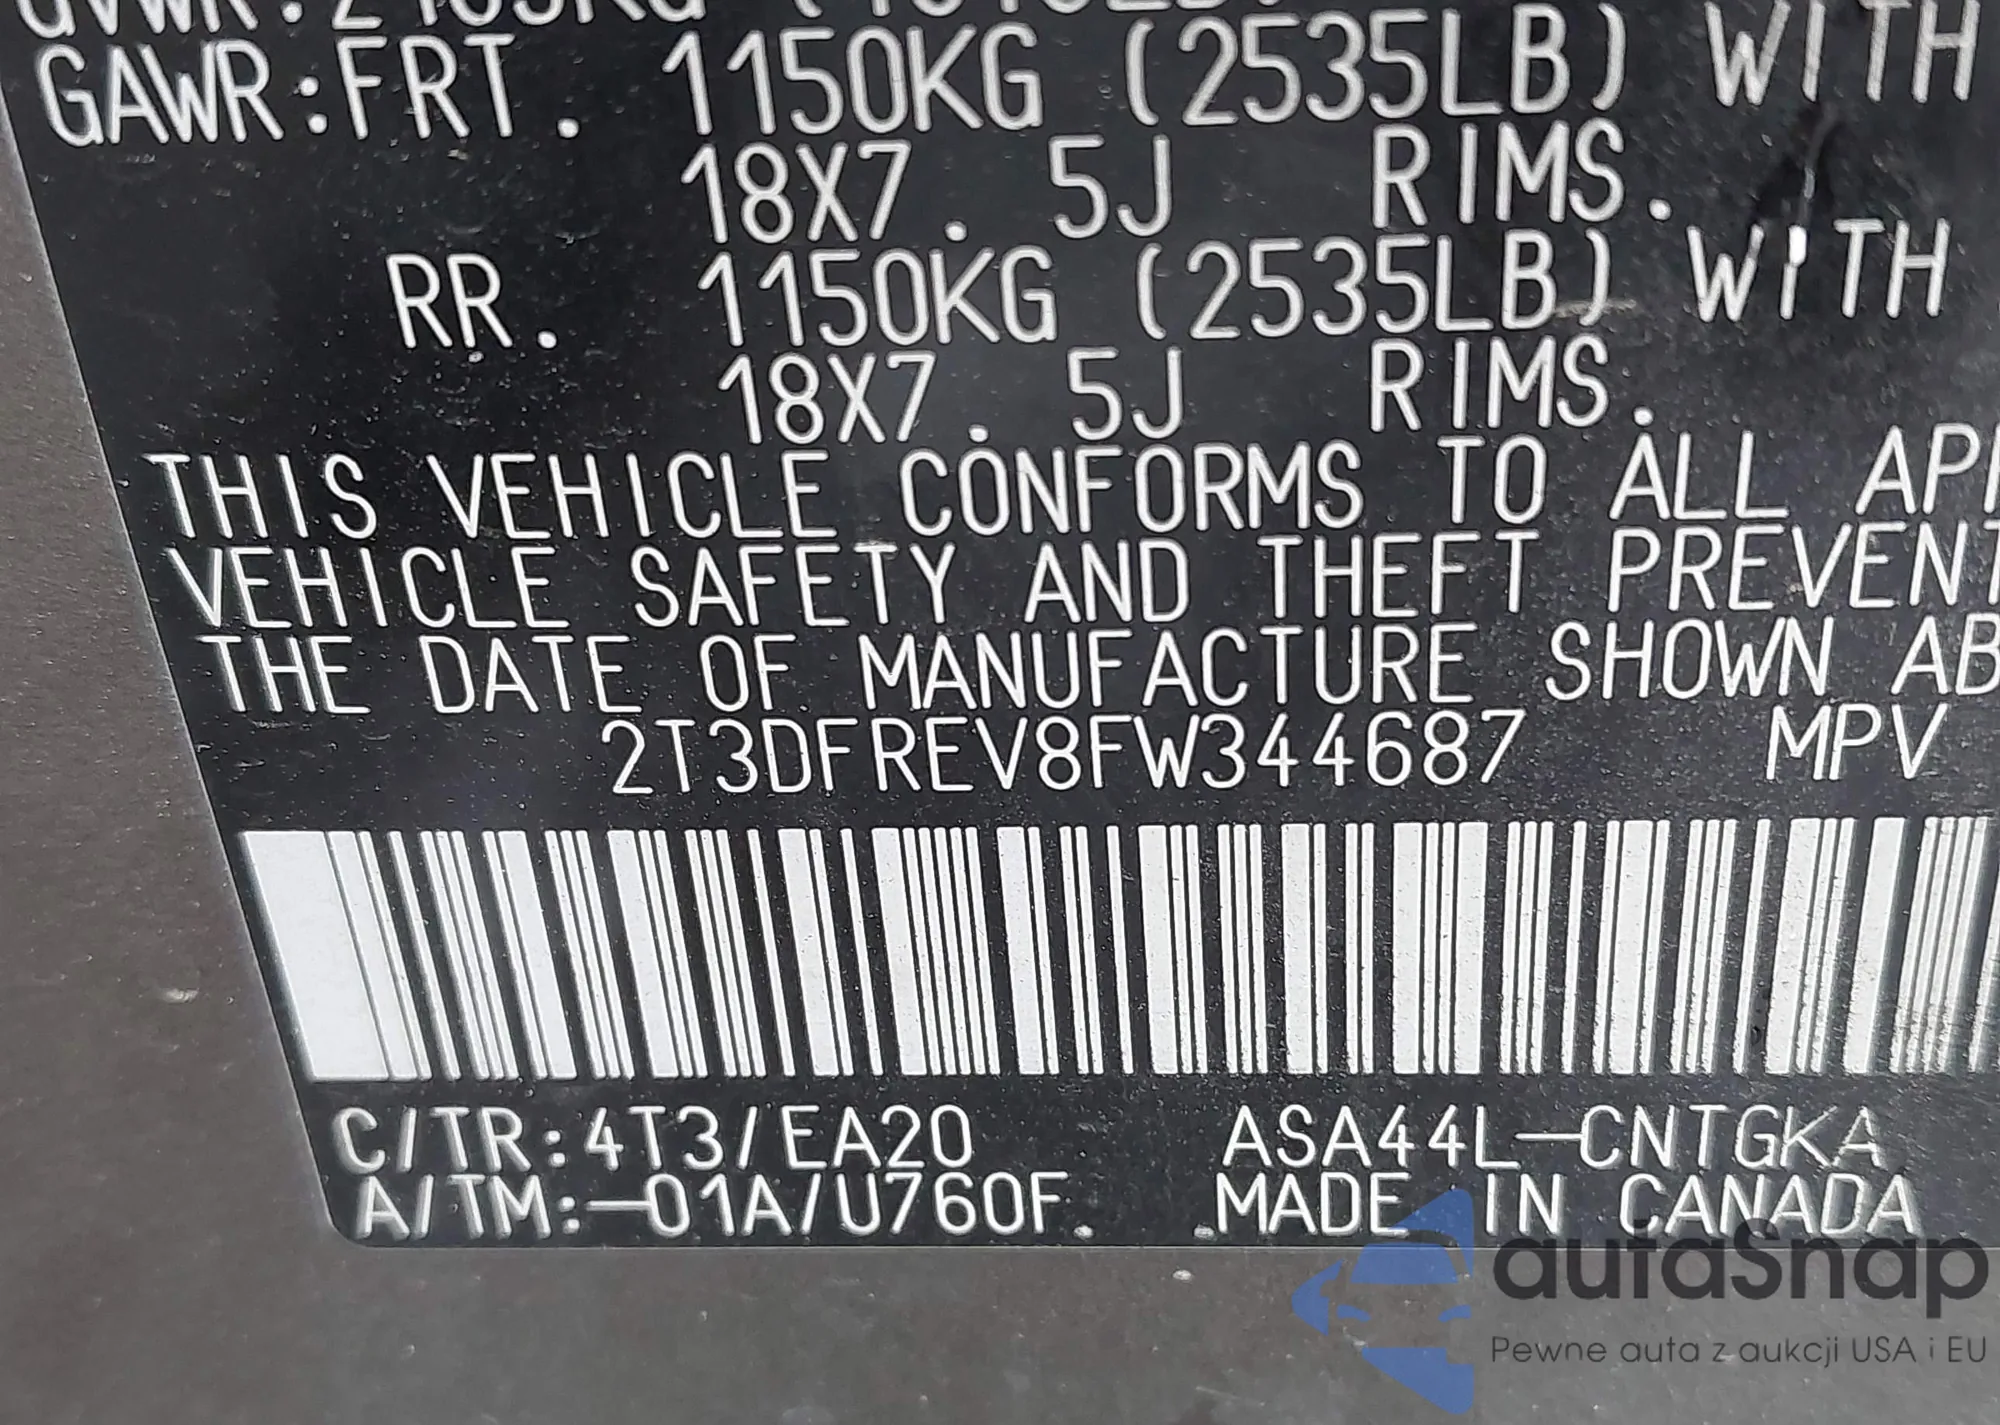 GAWR:FRT. 1150KG (2535LB) WITH
18X7.5J RIMS.
RR. 1150KG (2535LB) WITH
18X7.5J RIMS.
THIS VEHICLE CONFORMS TO ALL
VEHICLE SAFETY AND THEFT
THE DATE OF MANUFACTURE SHOWN
2T3DFREV8FW344687 MPV
C/TR:4T3/EA20 ASA44L-CNTGKA
A/TM:-01A/U760F MADE IN CANADA
autaSnap
Pewne auta z aukcji USA i EU